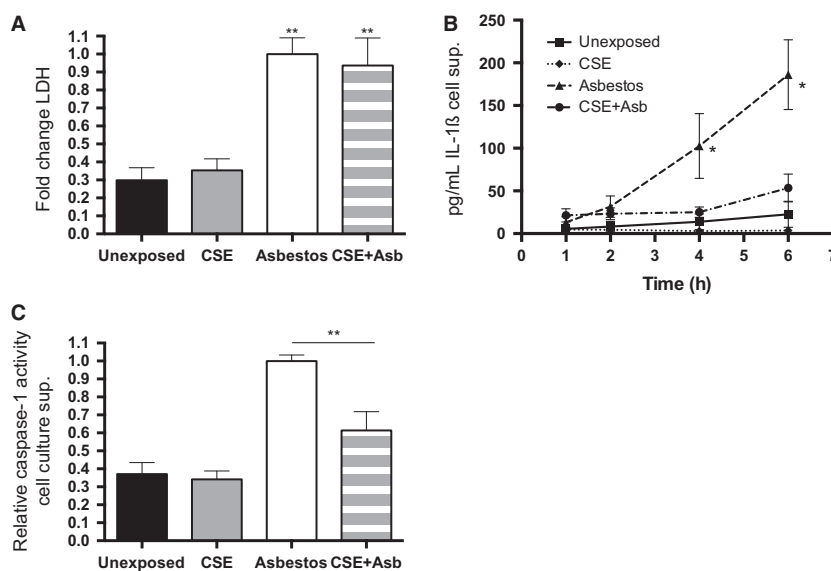 A
Fold change LDH
1.1
1.0
0.9
0.8
0.7
0.6
0.5
0.4
0.3
0.2
0.1
0.0
** **
Unexposed CSE Asbestos CSE+Asb
B
pg/mL IL-1ß cell sup.
250
200
150
100
50
0
Unexposed
CSE
Asbestos
CSE+Asb
*
*
0 1 2 3 4 5 6 7
Time (h)
C
Relative caspase-1 activity
cell culture sup.
1.1
1.0
0.9
0.8
0.7
0.6
0.5
0.4
0.3
0.2
0.1
0.0
**
Unexposed CSE Asbestos CSE+Asb